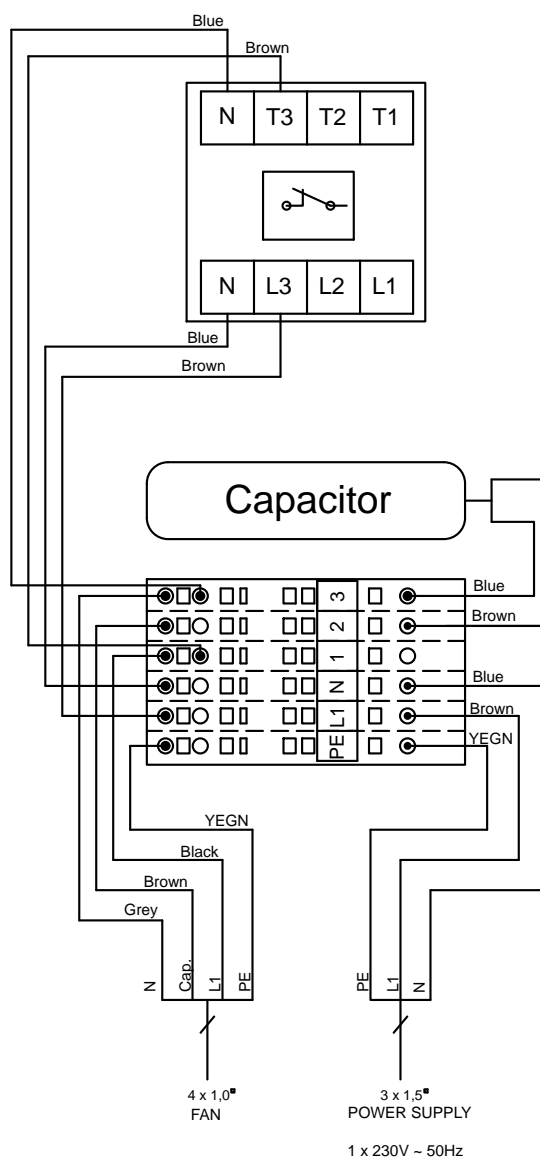 Blue
Brown
N T3 T2 T1
N L3 L2 L1
Blue
Brown
Capacitor
3
Blue
2
Brown
1
N
Blue
L1
Brown
PE
YEGN
YEGN
Black
Brown
Grey
N Cap. L1 PE
PE L1 N
4 x 1,0
FAN
3 x 1,5
POWER SUPPLY
1 x 230V ~ 50Hz